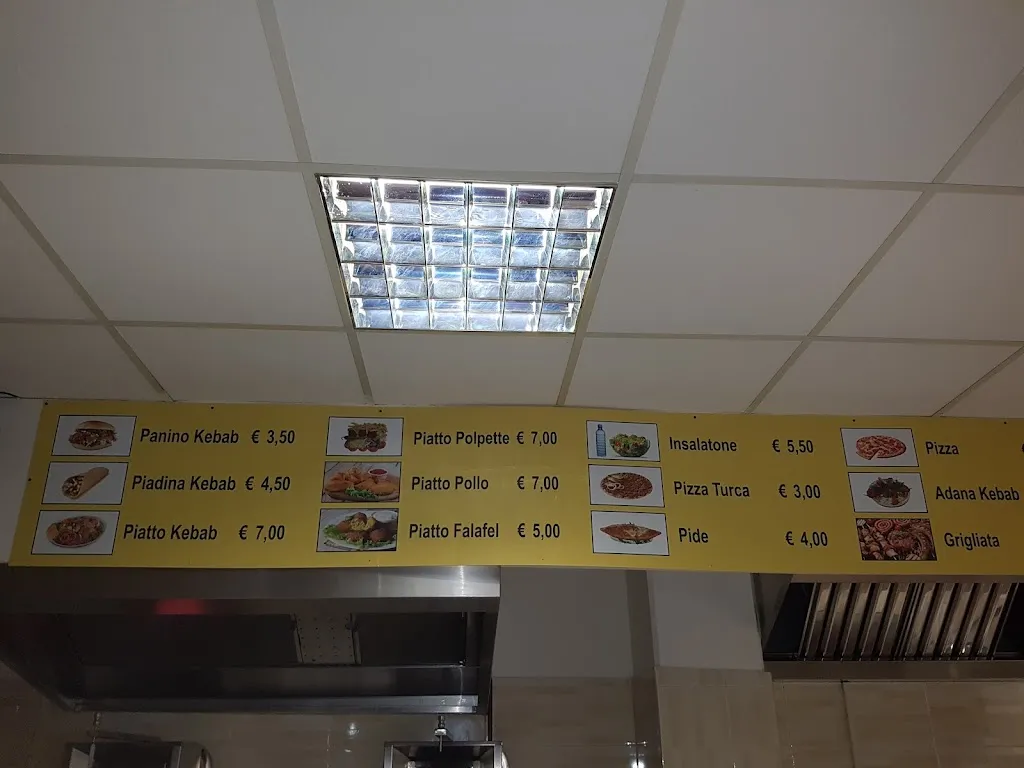 Panino Kebab € 3,50
Piadina Kebab € 4,50
Piatto Kebab € 7,00
Piatto Polpette € 7,00
Piatto Pollo € 7,00
Piatto Falafel € 5,00
Insalatone € 5,50
Pizza Turca € 3,00
Pide € 4,00
Pizza €
Adana Kebab
Grigliata